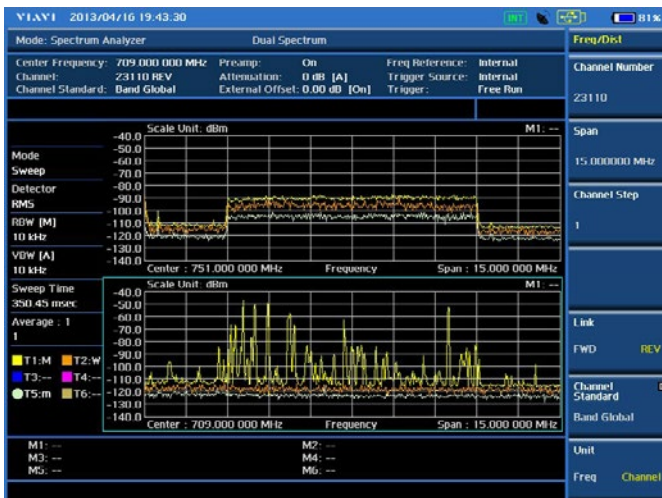 VIAVI 2013/04/16 19:43:30 INT 81%
Mode: Spectrum Analyzer Dual Spectrum Freq/Dist
Center Frequency: 709.000 000 MHz Preamp: On Freq Reference: Internal
Channel: 23110 REV Attenuation: 0 dB [A] Trigger Source: Internal
Channel Standard: Band Global External Offset: 0.00 dB [On] Trigger: Free Run
Channel Number
23110
Scale Unit: dBm M1: --
-40.0
-50.0
-60.0
-70.0
-80.0
-90.0
-100.0
-110.0
-120.0
-130.0
-140.0
Center : 751.000 000 MHz Frequency Span : 15.000 000 MHz
Mode
Sweep
Detector
RMS
RBW [M]
10 kHz
VBW [A]
10 kHz
Sweep Time
350.45 msec
Average : 1
1
T1:M T2:W
T3:-- T4:--
T5:m T6:--
Scale Unit: dBm M1: --
-40.0
-50.0
-60.0
-70.0
-80.0
-90.0
-100.0
-110.0
-120.0
-130.0
-140.0
Center : 709.000 000 MHz Frequency Span : 15.000 000 MHz
Span
15.000000 MHz
Channel Step
1
Link
FWD REV
Channel
Standard
Band Global
Unit
Freq Channel
M1: -- M2: --
M3: -- M4: --
M5: -- M6: --